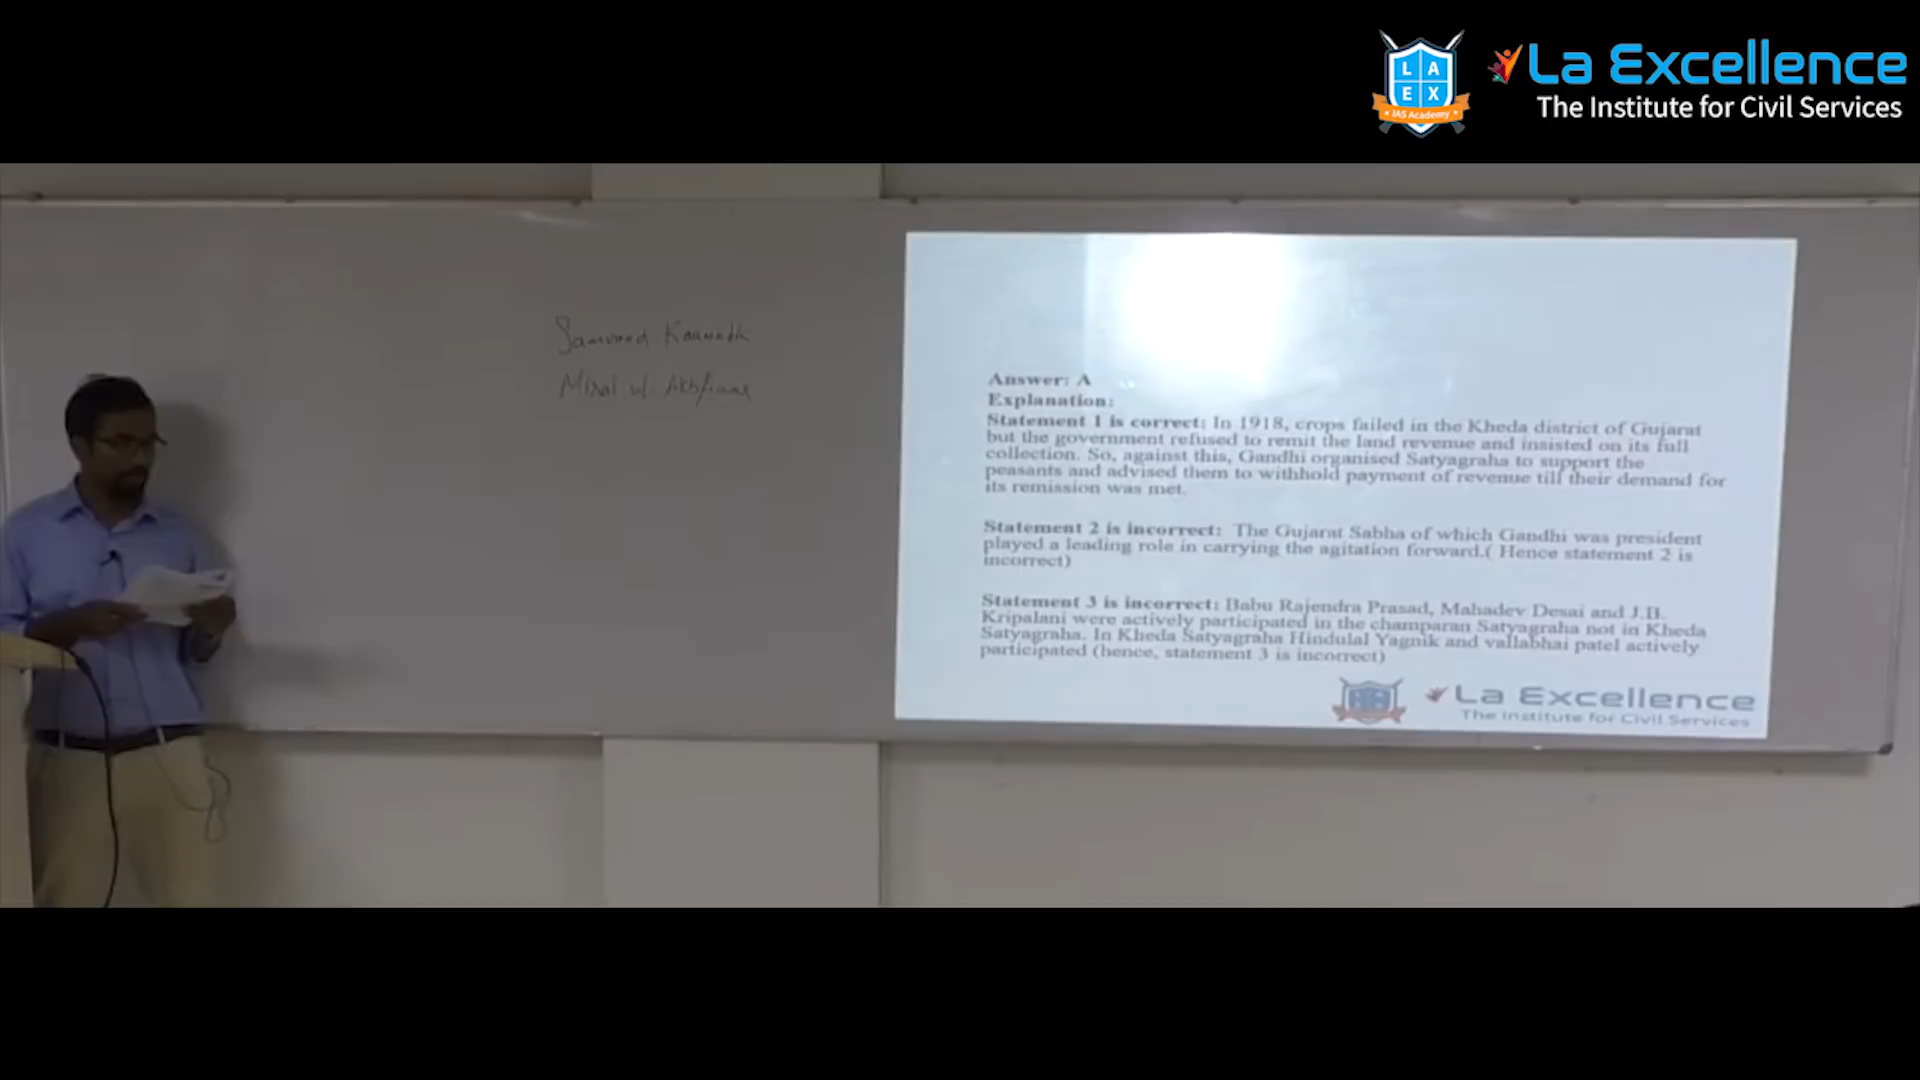 LA
EX
IAS Academy
La Excellence
The Institute for Civil Services
Answer: A
Explanation:
Statement 1 is correct: In 1918, crops failed in the Kheda district of Gujarat
but the government refused to remit the land revenue and insisted on its full
collection. So, against this, Gandhi organised Satyagraha to support the
peasants and advised them to withhold payment of revenue till their demand for
its remission was met.
Statement 2 is incorrect: The Gujarat Sabha of which Gandhi was president
played a leading role in carrying the agitation forward.( Hence statement 2 is
incorrect)
Statement 3 is incorrect: Babu Rajendra Prasad, Mahadev Desai and J.B.
Kripalani were actively participated in the champaran Satyagraha not in Kheda
Satyagraha. In Kheda Satyagraha Hindulal Yagnik and vallabhai patel actively
participated (hence, statement 3 is incorrect)
La Excellence
The Institute for Civil Services